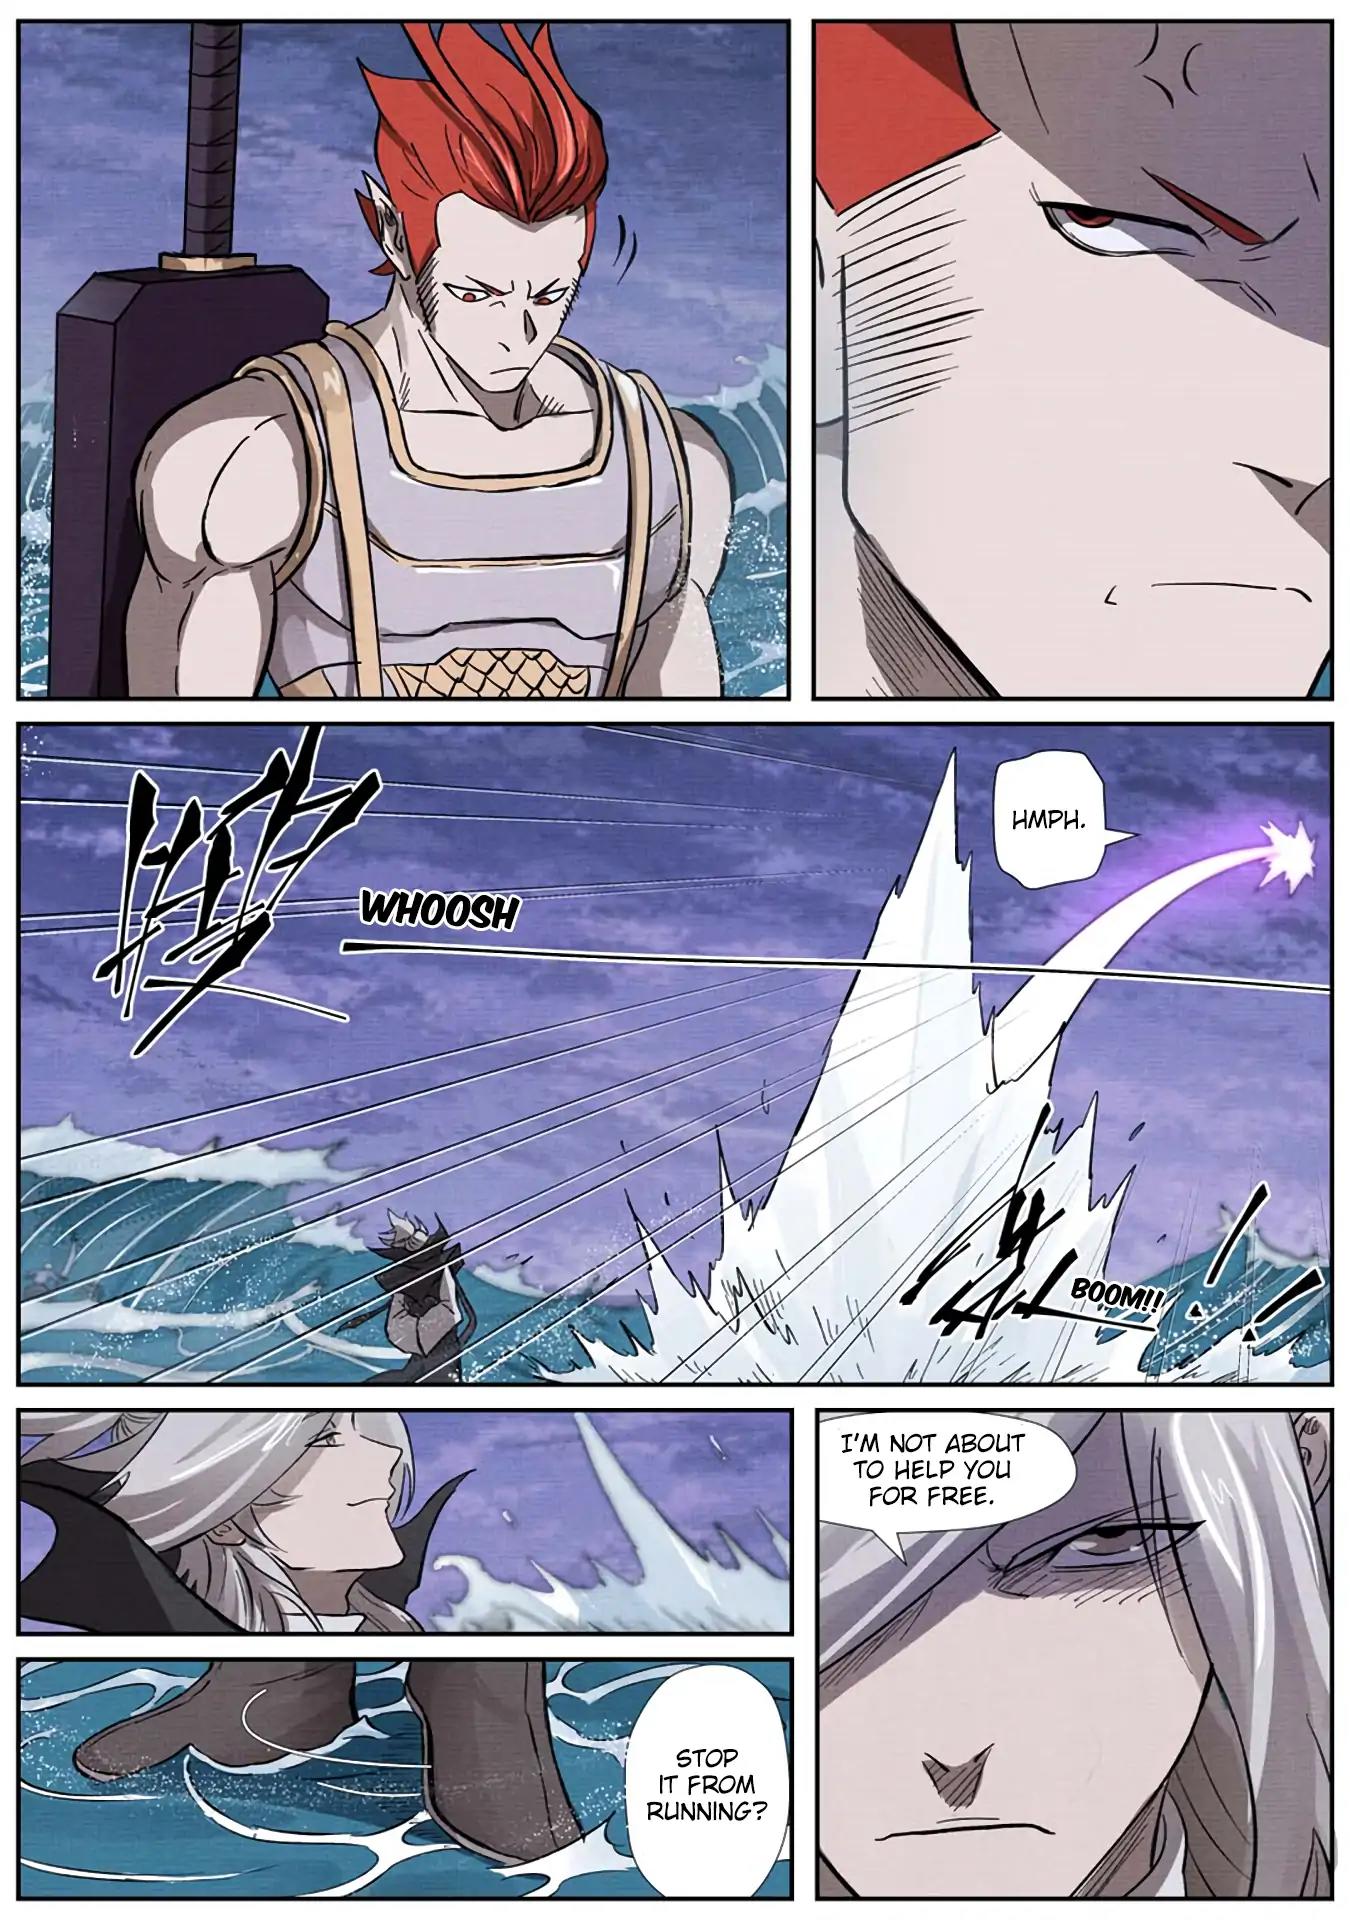 HMPH.
WHOOSH
BOOM!!
STOP
IT FROM
RUNNING?
I'M NOT ABOUT
TO HELP YOU
FOR FREE.